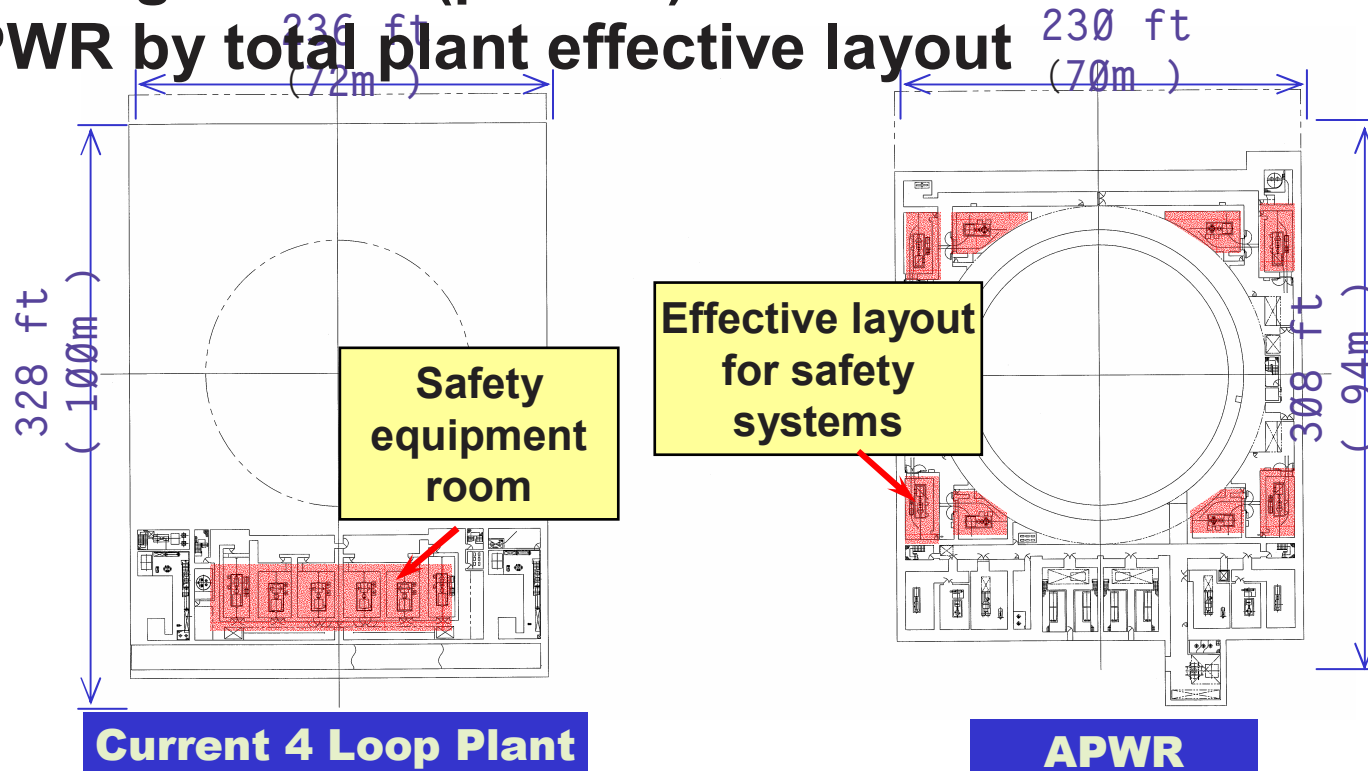 PWR by total plant effective layout
236 ft
(72m )
230 ft
(70m )
328 ft
( 100m )
308 ft
( 94m )
Safety
equipment
room
Effective layout
for safety
systems
Current 4 Loop Plant
APWR